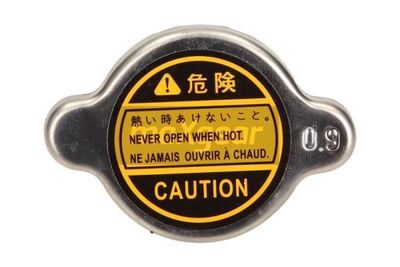 危険
熱い時あけないこと。
NEVER OPEN WHEN HOT.
NE JAMAIS OUVRIR À CHAUD.
CAUTION
0.9
maxgear